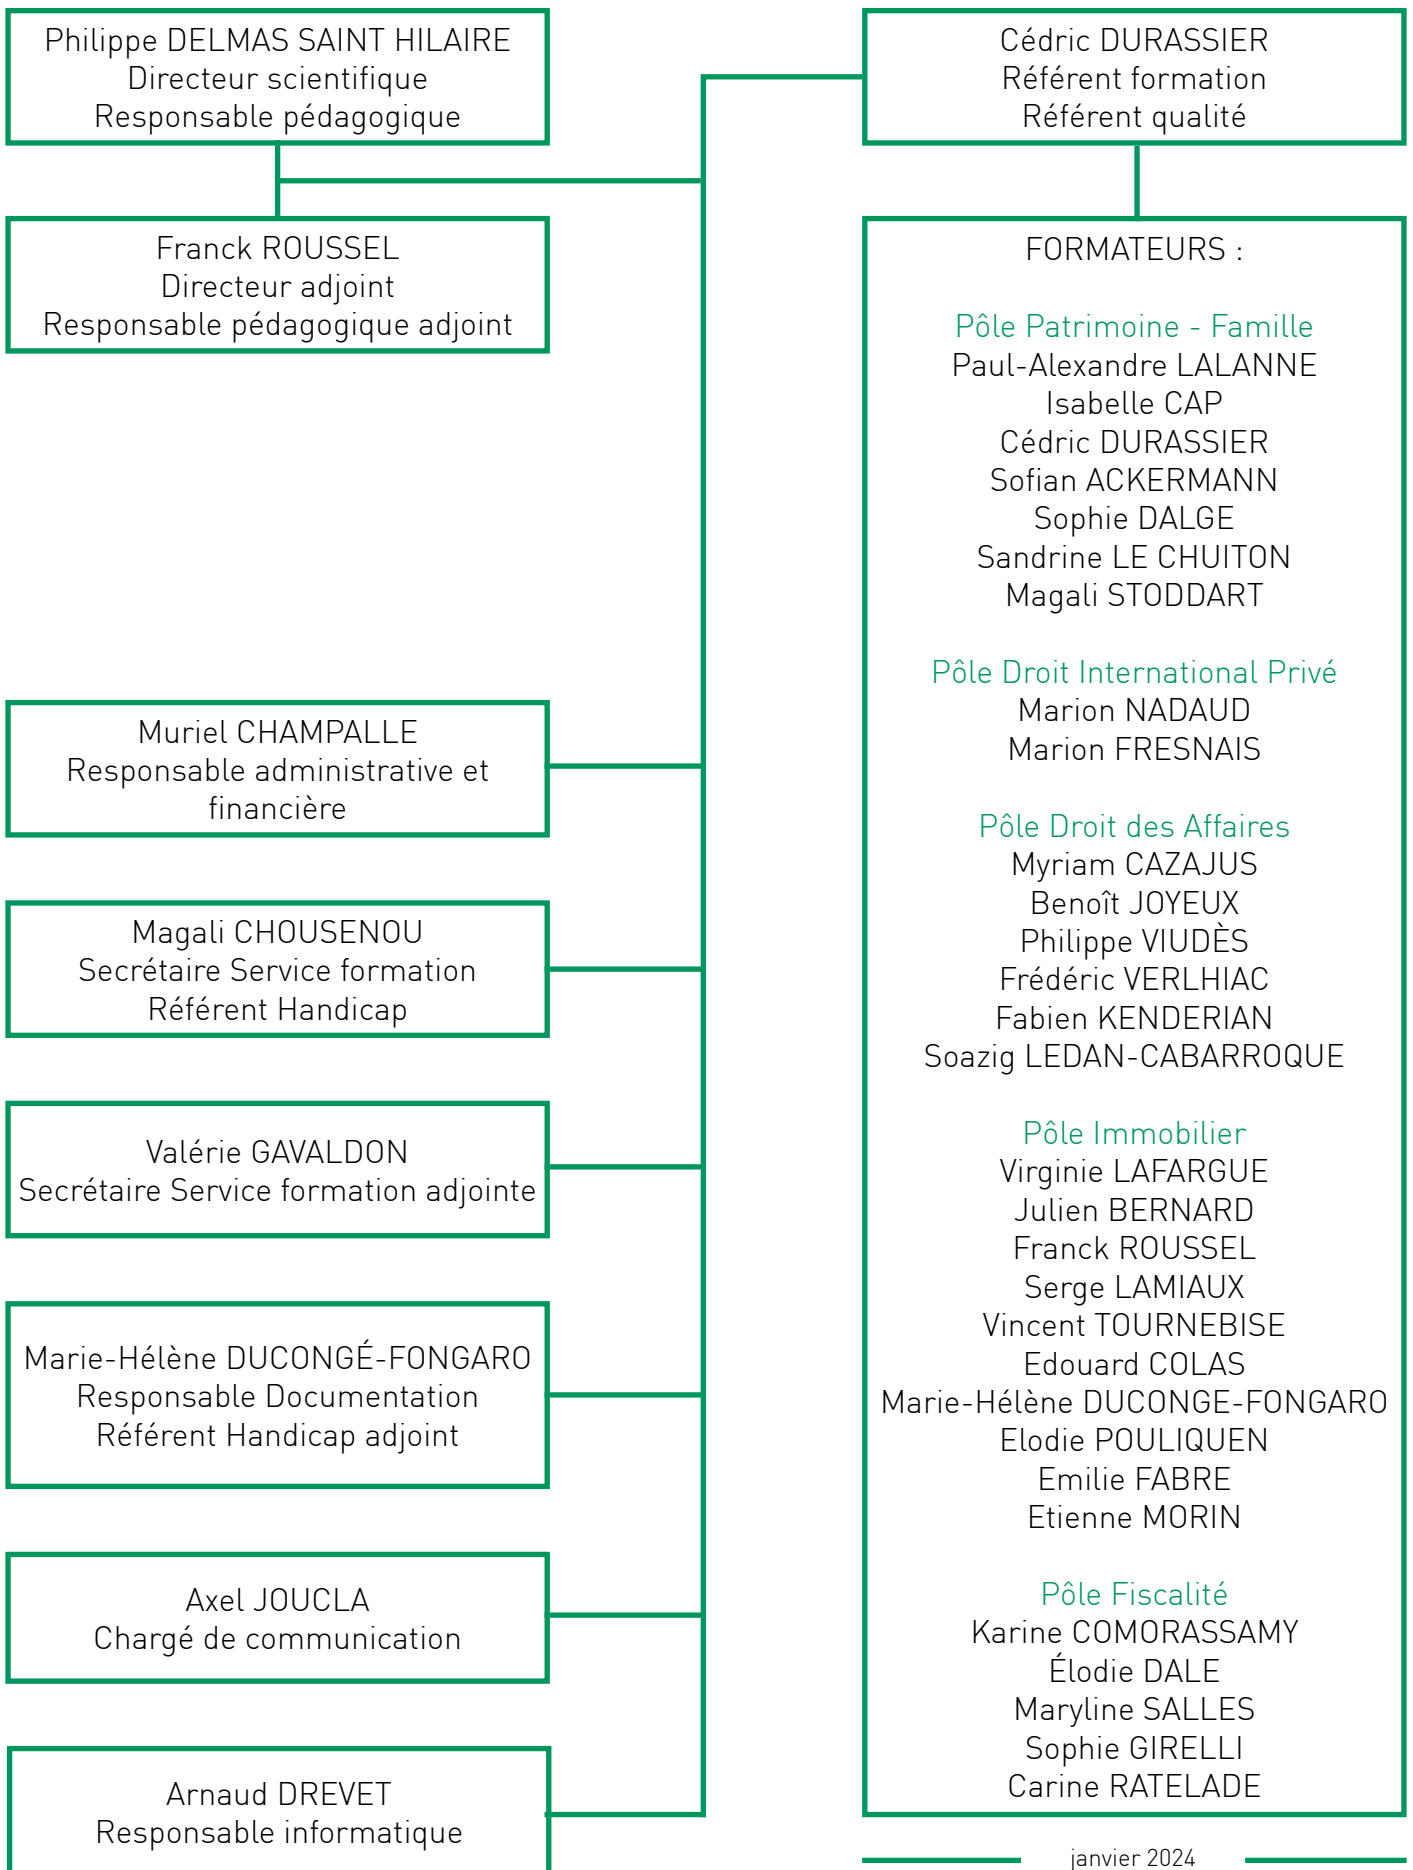 Philippe DELMAS SAINT HILAIRE
Directeur scientifique
Responsable pédagogique
Franck ROUSSEL
Directeur adjoint
Responsable pédagogique adjoint
Muriel CHAMPALLE
Responsable administrative et
financière
Magali CHOUSENOU
Secrétaire Service formation
Référent Handicap
Valérie GAVALDON
Secrétaire Service formation adjointe
Marie-Hélène DUCONGÉ-FONGARO
Responsable Documentation
Référent Handicap adjoint
Axel JOUCLA
Chargé de communication
Arnaud DREVET
Responsable informatique
Cédric DURASSIER
Référent formation
Référent qualité
FORMATEURS :
Pôle Patrimoine - Famille
Paul-Alexandre LALANNE
Isabelle CAP
Cédric DURASSIER
Sofian ACKERMANN
Sophie DALGE
Sandrine LE CHUITON
Magali STODDART
Pôle Droit International Privé
Marion NADAUD
Marion FRESNAIS
Pôle Droit des Affaires
Myriam CAZAJUS
Benoît JOYEUX
Philippe VIUDÈS
Frédéric VERLHIAC
Fabien KENDERIAN
Soazig LEDAN-CABARROQUE
Pôle Immobilier
Virginie LAFARGUE
Julien BERNARD
Franck ROUSSEL
Serge LAMIAUX
Vincent TOURNEBISE
Edouard COLAS
Marie-Hélène DUCONGE-FONGARO
Elodie POULIQUEN
Emilie FABRE
Etienne MORIN
Pôle Fiscalité
Karine COMORASSAMY
Élodie DALE
Maryline SALLES
Sophie GIRELLI
Carine RATELADE
janvier 2024